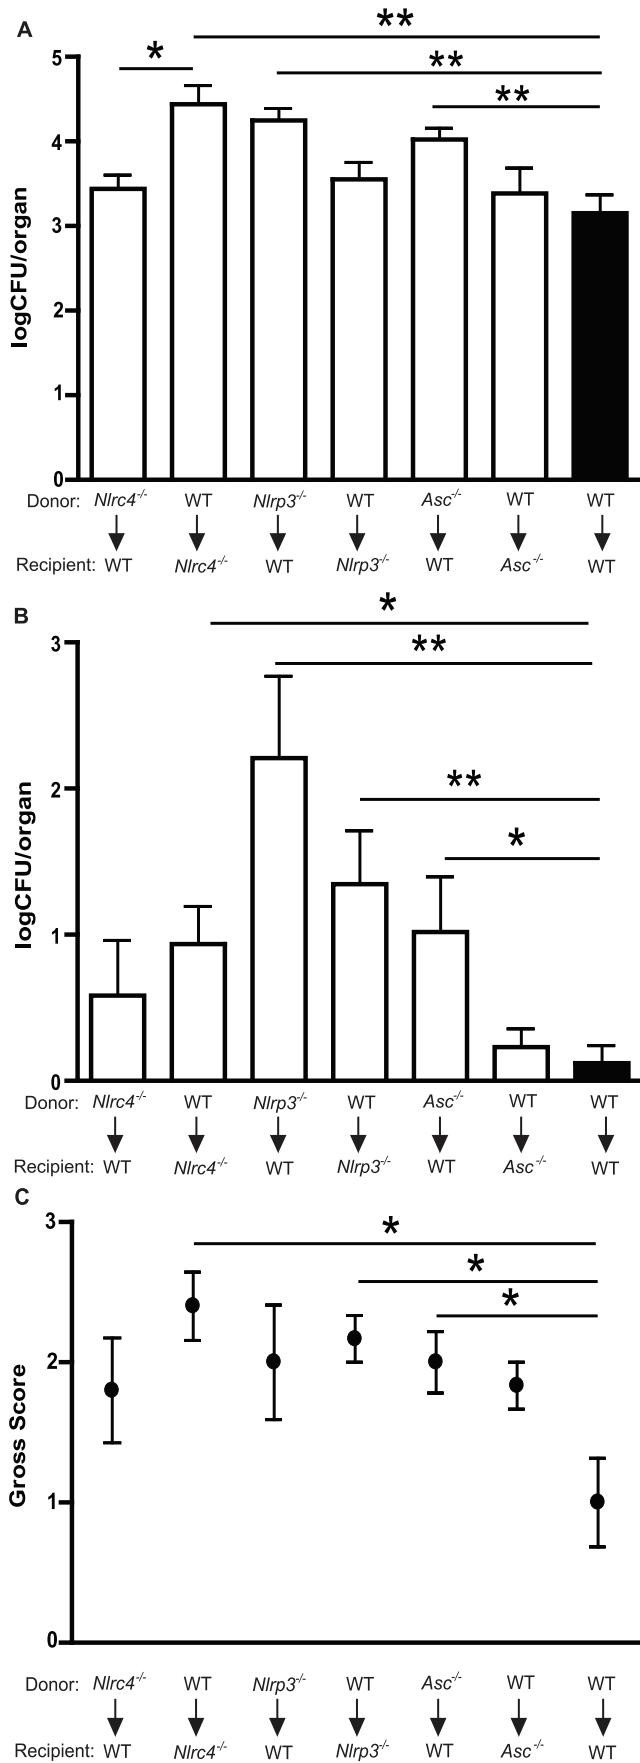 A
* ** ** **
5
4
3
2
1
0
logCFU/organ
Donor: Nlrc4-/- WT Nlrp3-/- WT Asc-/- WT WT
Recipient: WT Nlrc4-/- WT Nlrp3-/- WT Asc-/- WT
B
* ** ** *
3
2
1
0
logCFU/organ
Donor: Nlrc4-/- WT Nlrp3-/- WT Asc-/- WT WT
Recipient: WT Nlrc4-/- WT Nlrp3-/- WT Asc-/- WT
C
* * *
3
2
1
0
Gross Score
Donor: Nlrc4-/- WT Nlrp3-/- WT Asc-/- WT WT
Recipient: WT Nlrc4-/- WT Nlrp3-/- WT Asc-/- WT